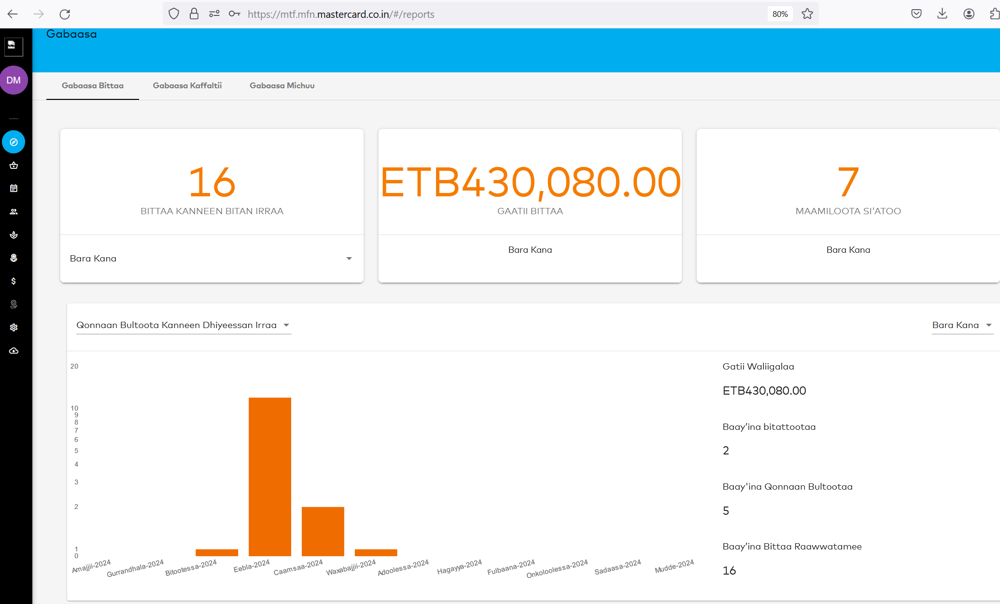 https://mtf.mfn.mastercard.co.in/#/reports
80%
Gabaasa
DM
Gabaasa Bittaa
Gabaasa Kaffaltii
Gabaasa Michuu
16
BITTAA KANNEEN BITAN IRRAA
Bara Kana
ETB430,080.00
GAATII BITTAA
Bara Kana
7
MAAMILOOTA SI'ATOO
Bara Kana
Qonnaan Bultoota Kanneen Dhiyeessan Irraa
Bara Kana
20
10
9
8
7
6
5
4
3
2
1
0
Amajjii-2024
Gurrandhala-2024
Bitootessa-2024
Eebla-2024
Caamsaa-2024
Waxabajjii-2024
Adoolessa-2024
Hagayya-2024
Fulbaana-2024
Onkoloolessa-2024
Sadaasa-2024
Mudde-2024
Gatii Waliigalaa
ETB430,080.00
Baay’ina bitattootaa
2
Baay'ina Qonnaan Bultootaa
5
Baay’ina Bittaa Raawwatamee
16